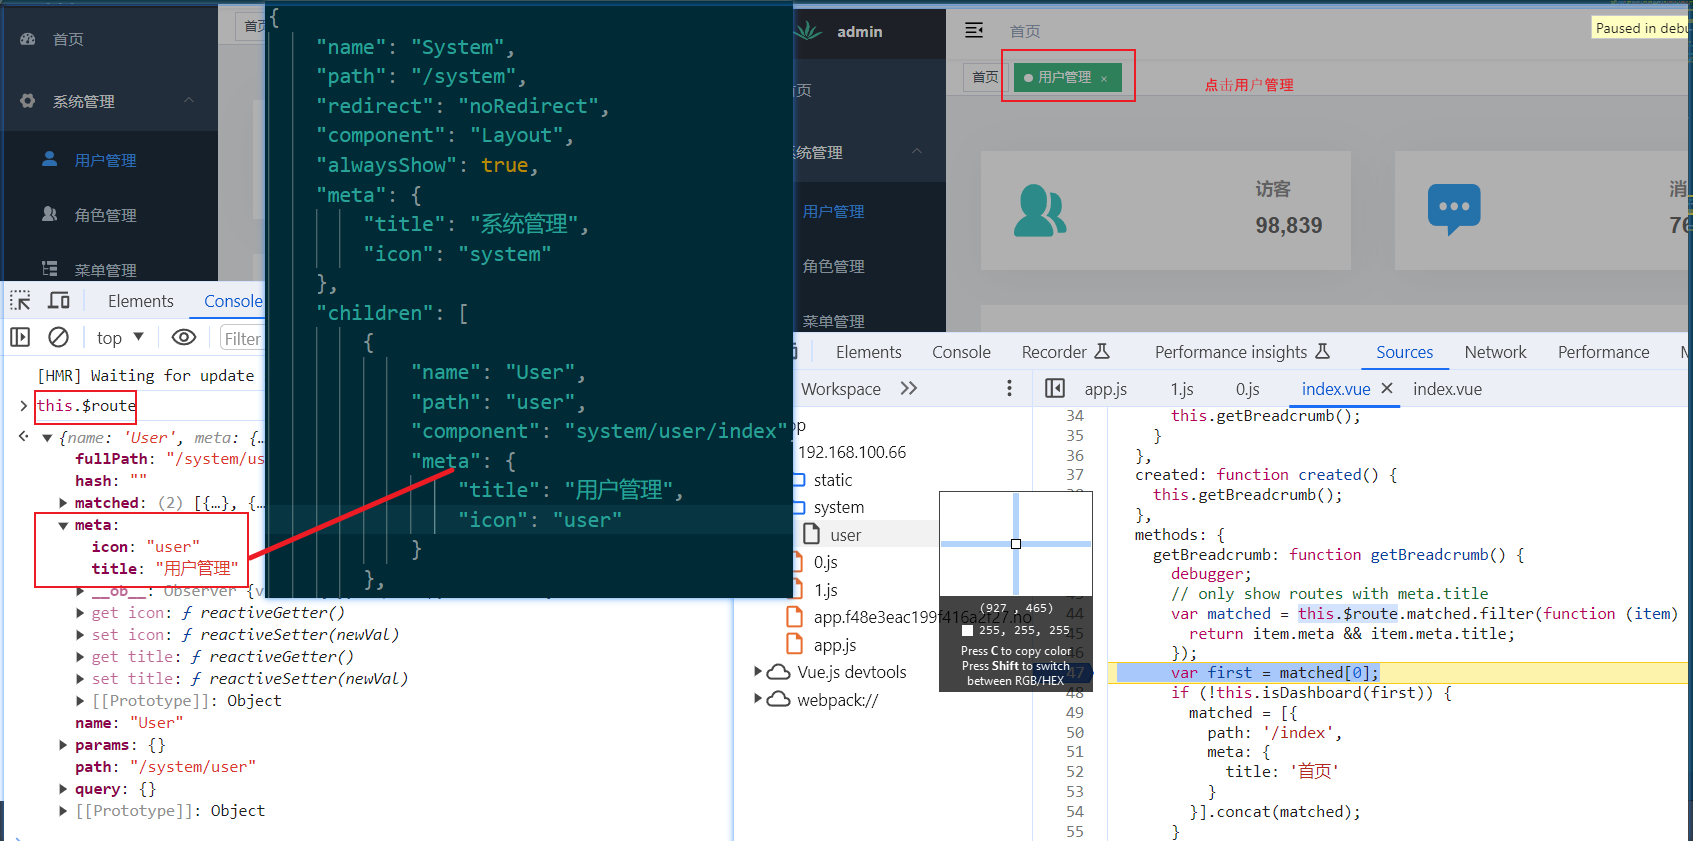 首页
系统管理
用户管理
角色管理
菜单管理
首页
{
"name": "System",
"path": "/system",
"redirect": "noRedirect",
"component": "Layout",
"alwaysShow": true,
"meta": {
"title": "系统管理",
"icon": "system"
},
"children": [
{
"name": "User",
"path": "user",
"component": "system/user/index"
"meta": {
"title": "用户管理",
"icon": "user"
}
},
admin
首页
Paused in debu
首页 用户管理 ×
点击用户管理
页
系统管理
用户管理
角色管理
菜单管理
访客
98,839
消
76
Elements Console
top Filter
[HMR] Waiting for update
this.$route
{name: 'User', meta: {…
fullPath: "/system/us
hash: ""
matched: (2) [{…}, {…
meta:
icon: "user"
title: "用户管理"
__ob__: Observer {v
get icon: ƒ reactiveGetter()
set icon: ƒ reactiveSetter(newVal)
get title: ƒ reactiveGetter()
set title: ƒ reactiveSetter(newVal)
[[Prototype]]: Object
name: "User"
params: {}
path: "/system/user"
query: {}
[[Prototype]]: Object
Elements Console Recorder Performance insights Sources Network Performance M
Workspace app.js 1.js 0.js index.vue × index.vue
op
192.168.100.66
static
system
user
0.js
1.js
app.f48e3eac199f416a2f27.ho
app.js
Vue.js devtools
webpack://
(927 , 465)
255, 255, 255
Press C to copy color
Press Shift to switch
between RGB/HEX
34 this.getBreadcrumb();
35 }
36 },
37 created: function created() {
this.getBreadcrumb();
},
methods: {
getBreadcrumb: function getBreadcrumb() {
debugger;
// only show routes with meta.title
44 var matched = this.$route.matched.filter(function (item)
45 return item.meta && item.meta.title;
46 });
47 var first = matched[0];
48 if (!this.isDashboard(first)) {
49 matched = [{
50 path: '/index',
51 meta: {
52 title: '首页'
53 }
54 }].concat(matched);
55 }